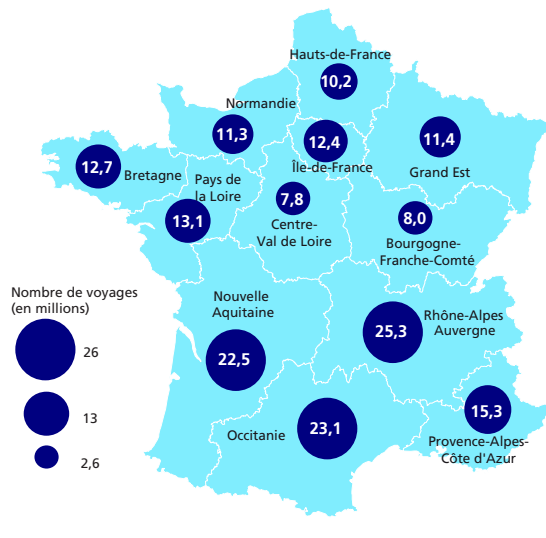 Hauts-de-France
10,2
Normandie
11,3
12,4
Île-de-France
11,4
Grand Est
12,7
Bretagne
Pays de
la Loire
13,1
7,8
Centre-
Val de Loire
8,0
Bourgogne-
Franche-Comté
Nombre de voyages
(en millions)
26
13
2,6
Nouvelle
Aquitaine
22,5
25,3
Rhône-Alpes
Auvergne
Occitanie
23,1
15,3
Provence-Alpes-
Côte d'Azur